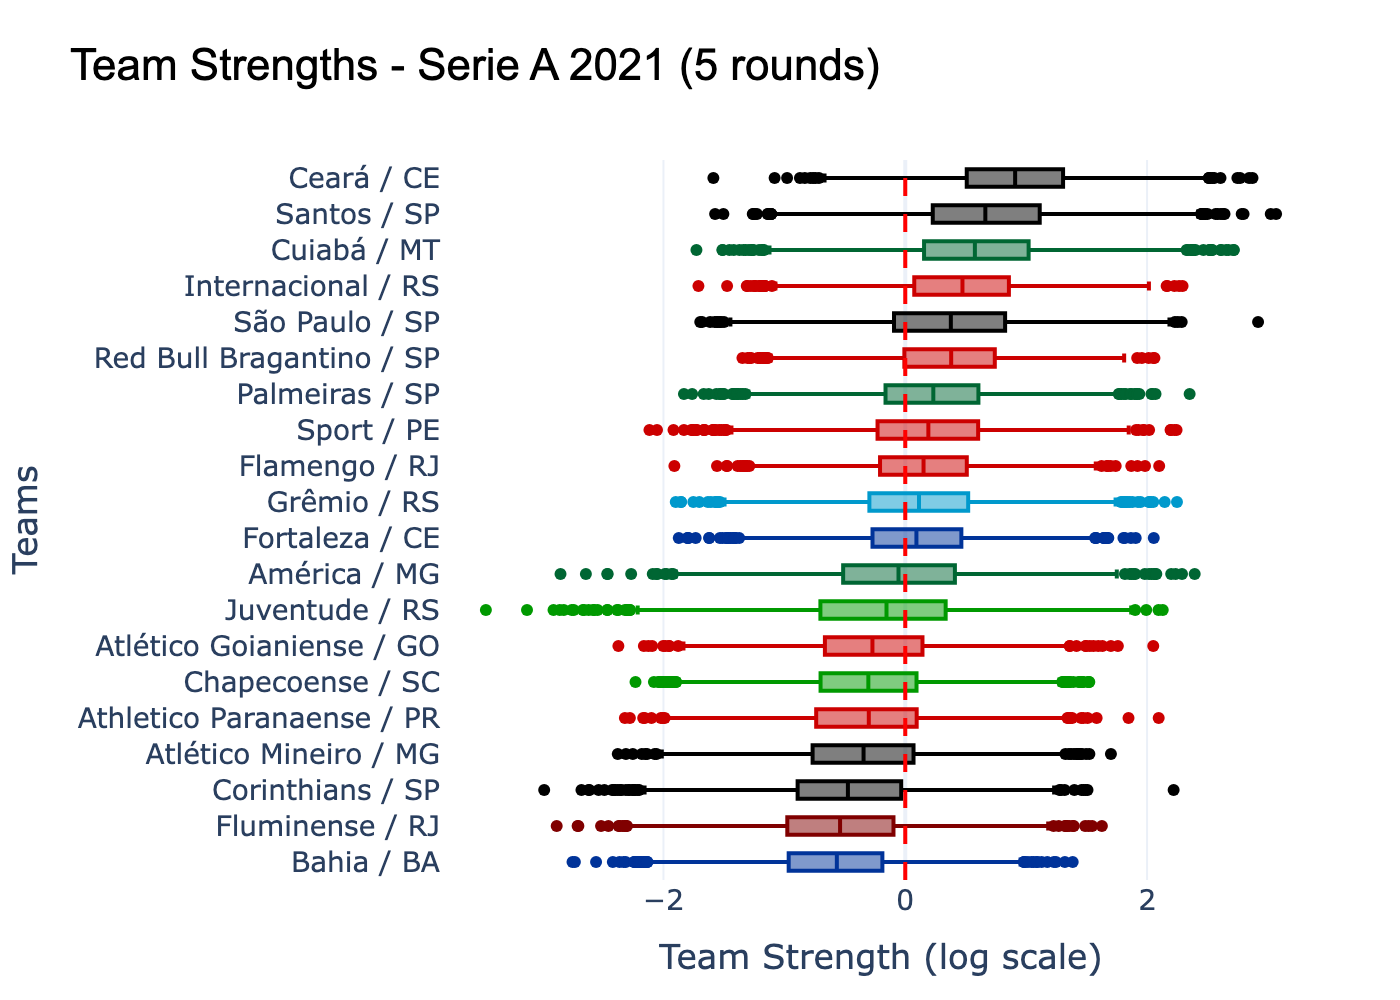 Team Strengths - Serie A 2021 (5 rounds)
Ceará / CE
Santos / SP
Cuiabá / MT
Internacional / RS
São Paulo / SP
Red Bull Bragantino / SP
Palmeiras / SP
Sport / PE
Flamengo / RJ
Grêmio / RS
Fortaleza / CE
América / MG
Juventude / RS
Atlético Goianiense / GO
Chapecoense / SC
Athletico Paranaense / PR
Atlético Mineiro / MG
Corinthians / SP
Fluminense / RJ
Bahia / BA
Teams
−2 0 2
Team Strength (log scale)